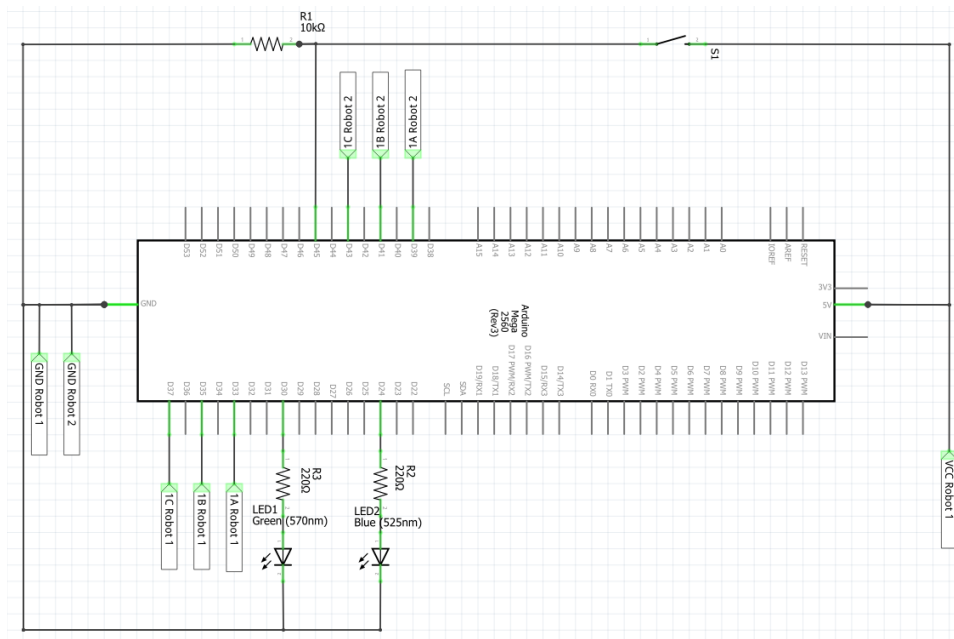 R1
10kΩ
1
2
1
2
S1
1C Robot 2
1B Robot 2
1A Robot 2
D53
D52
D51
D50
D49
D48
D47
D46
D45
D44
D43
D42
D41
D40
D39
D38
A15
A14
A13
A12
A11
A10
A9
A8
A7
A6
A5
A4
A3
A2
A1
A0
IOREF
AREF
RESET
3V3
5V
VIN
GND
Arduino
Mega
2560
(Rev3)
GND Robot 1
GND Robot 2
D37
D36
D35
D34
D33
D32
D31
D30
D29
D28
D27
D26
D25
D24
D23
D22
SCL
SDA
D19/RX1
D18/TX1
D17 PWM/RX2
D16 PWM/TX2
D15/RX3
D14/TX3
D0 RX0
D1 TX0
D2 PWM
D3 PWM
D4 PWM
D5 PWM
D6 PWM
D7 PWM
D8 PWM
D9 PWM
D10 PWM
D11 PWM
D12 PWM
D13 PWM
1C Robot 1
1B Robot 1
1A Robot 1
R3
220Ω
R2
220Ω
LED1
Green (570nm)
LED2
Blue (525nm)
VCC Robot 1